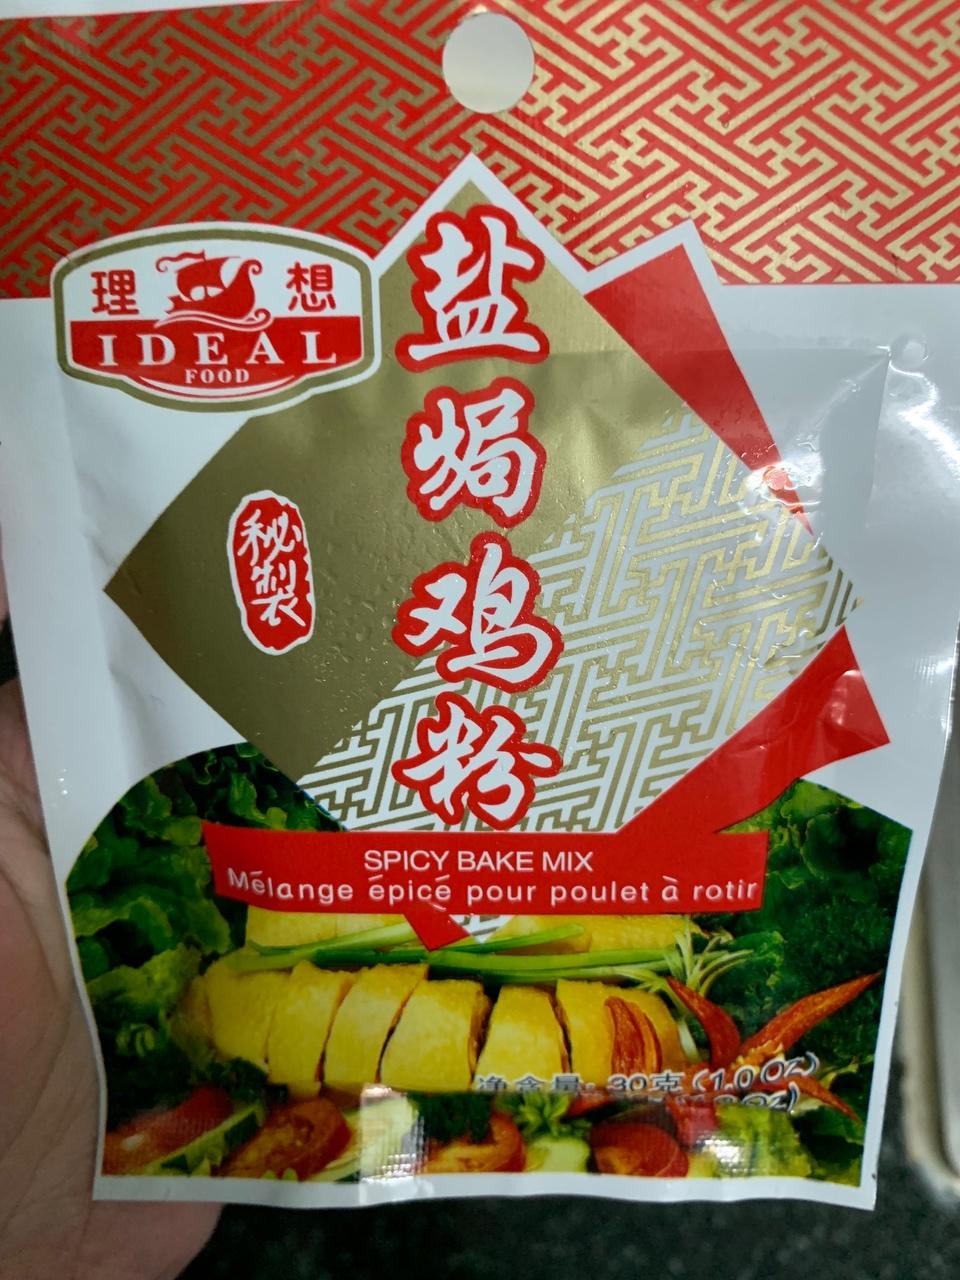 理想
IDEAL
FOOD
盐焗鸡粉
秘製
SPICY BAKE MIX
Mélange épicé pour poulet à rotir
净含量: 30克 (1.0 Oz)